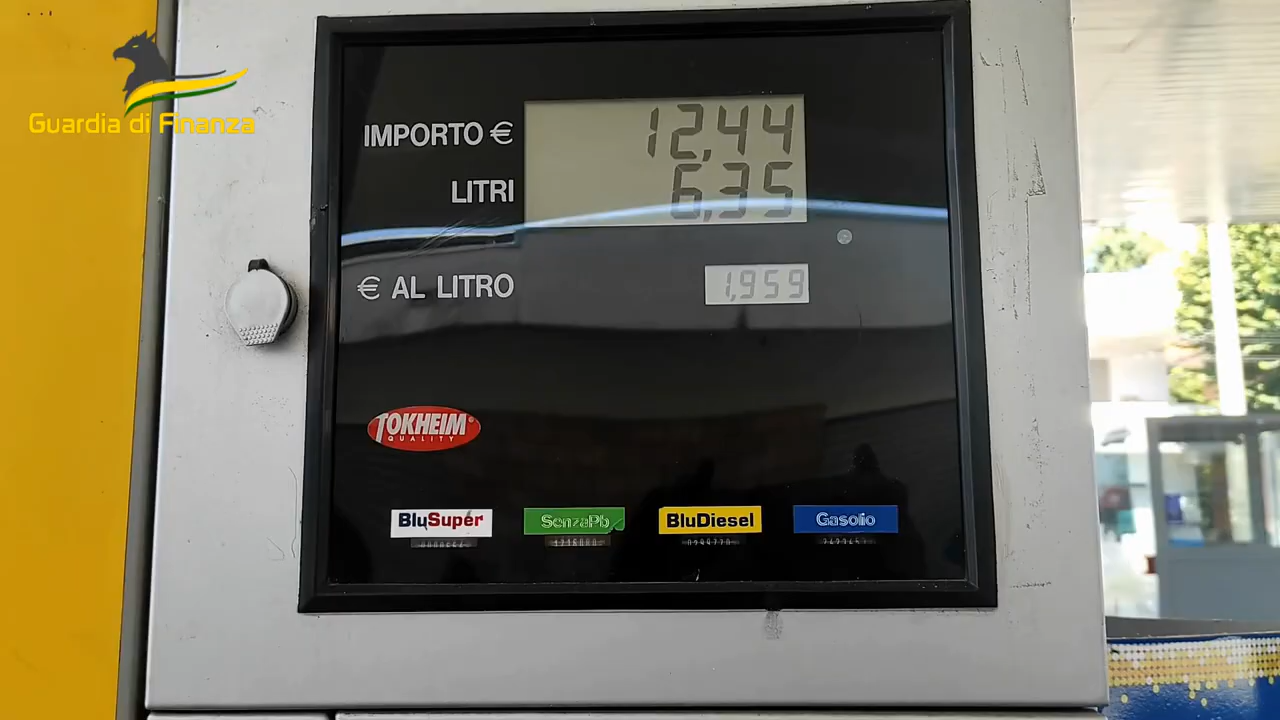 Guardia di Finanza
IMPORTO € 12,44
LITRI 6,35
€ AL LITRO 1,959
TOKHEIM®
QUALITY
BluSuper SenzaPb BluDiesel Gasolio